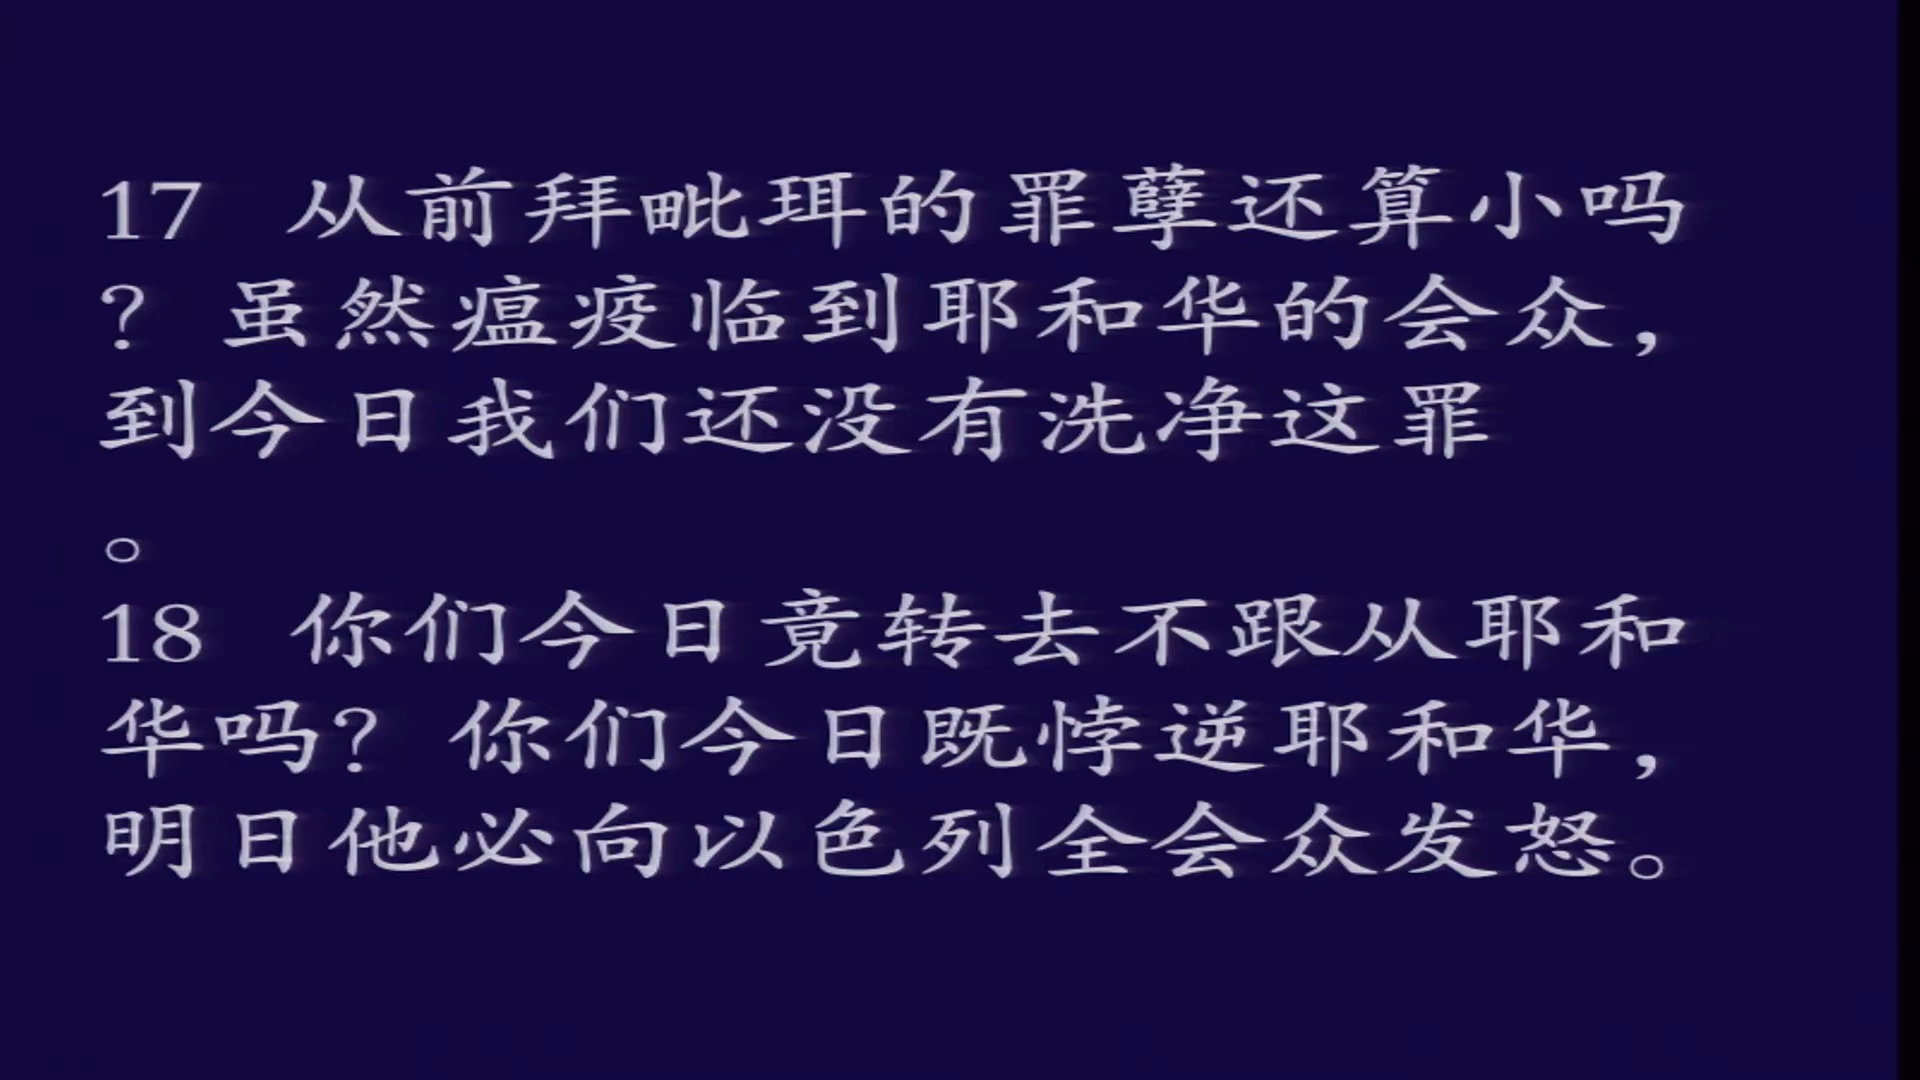 17 从前拜毗珥的罪孽还算小吗
？虽然瘟疫临到耶和华的会众，
到今日我们还没有洗净这罪
。
18 你们今日竟转去不跟从耶和
华吗？你们今日既悖逆耶和华，
明日他必向以色列全会众发怒。